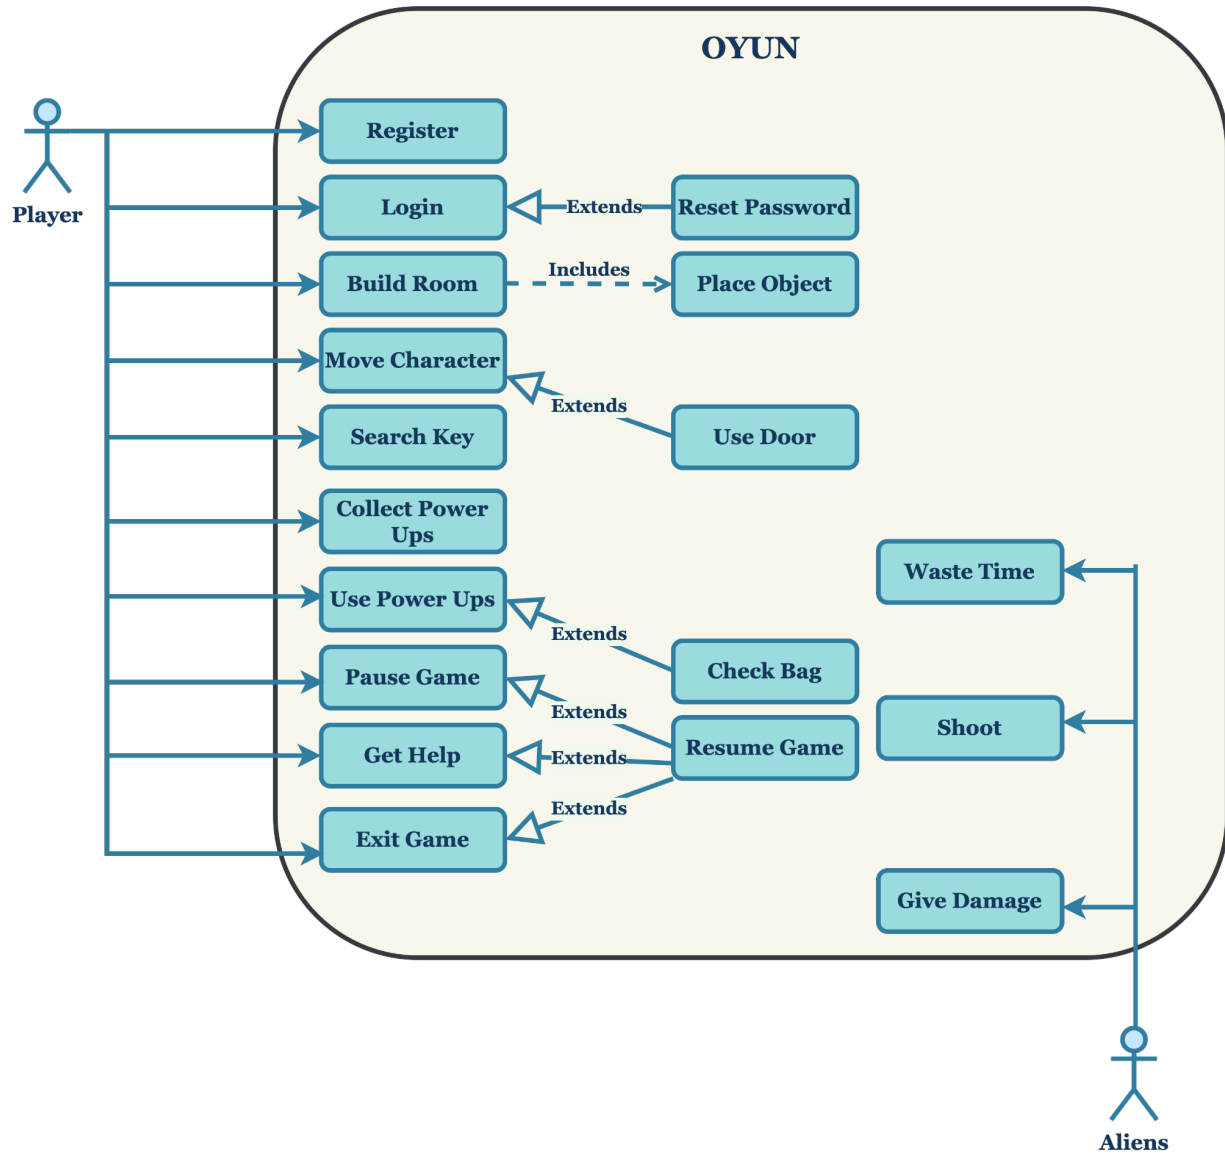 OYUN
Register
Player
Login
Extends
Reset Password
Build Room
Includes
Place Object
Move Character
Extends
Search Key
Use Door
Collect Power
Ups
Waste Time
Use Power Ups
Extends
Check Bag
Pause Game
Extends
Resume Game
Shoot
Get Help
Extends
Extends
Exit Game
Give Damage
Aliens